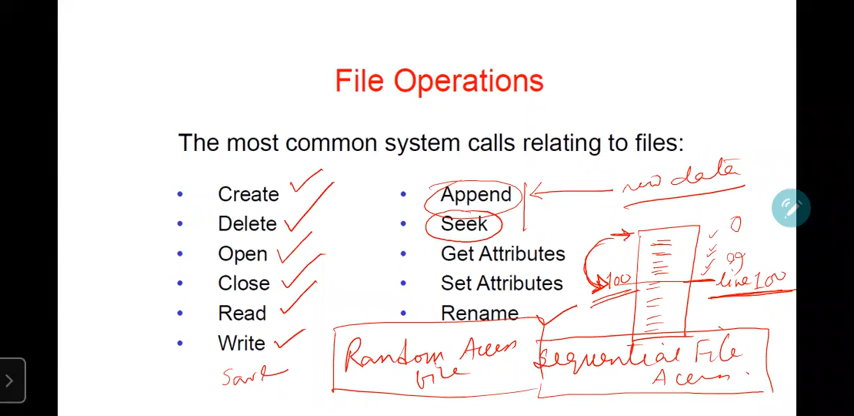 File Operations
The most common system calls relating to files:
• Create
• Delete
• Open
• Close
• Read
• Write
Save
• Append
• Seek
• Get Attributes
• Set Attributes
• Rename
new data
0
99
100
line 100
Random Access
file
Sequential File
Access.